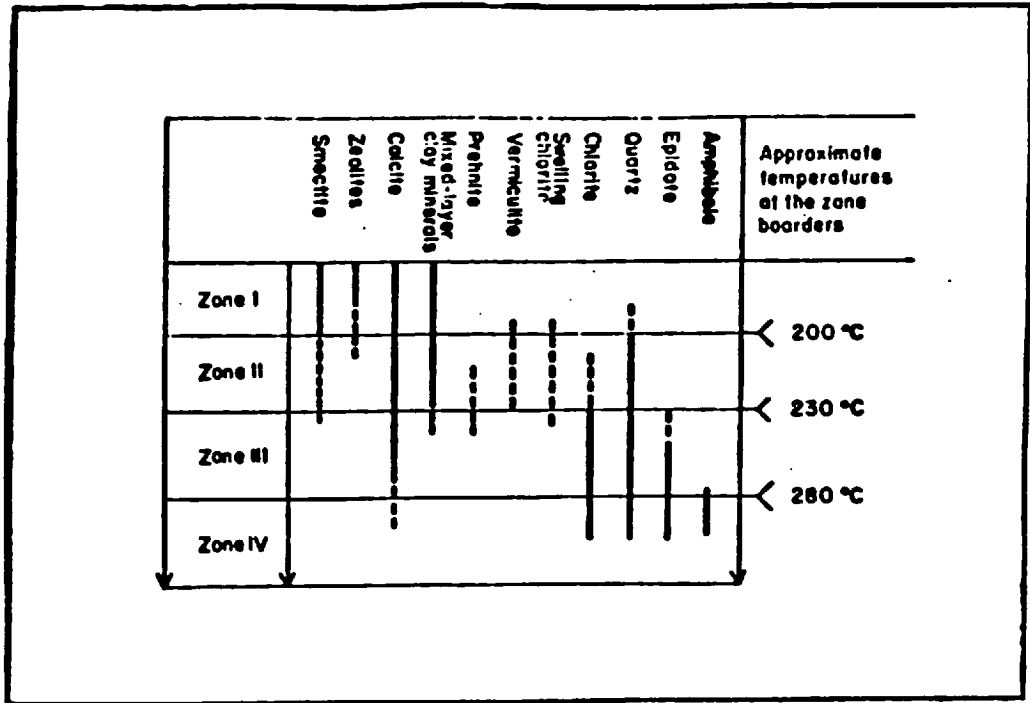 Smectite
Zeolites
Calcite
Mixed-layer
clay minerals
Prehnite
Vermiculite
Swelling
chlorite
Chlorite
Quartz
Epidote
Amphibole
Approximate
temperatures
at the zone
boarders
Zone I
200 °C
Zone II
230 °C
Zone III
280 °C
Zone IV